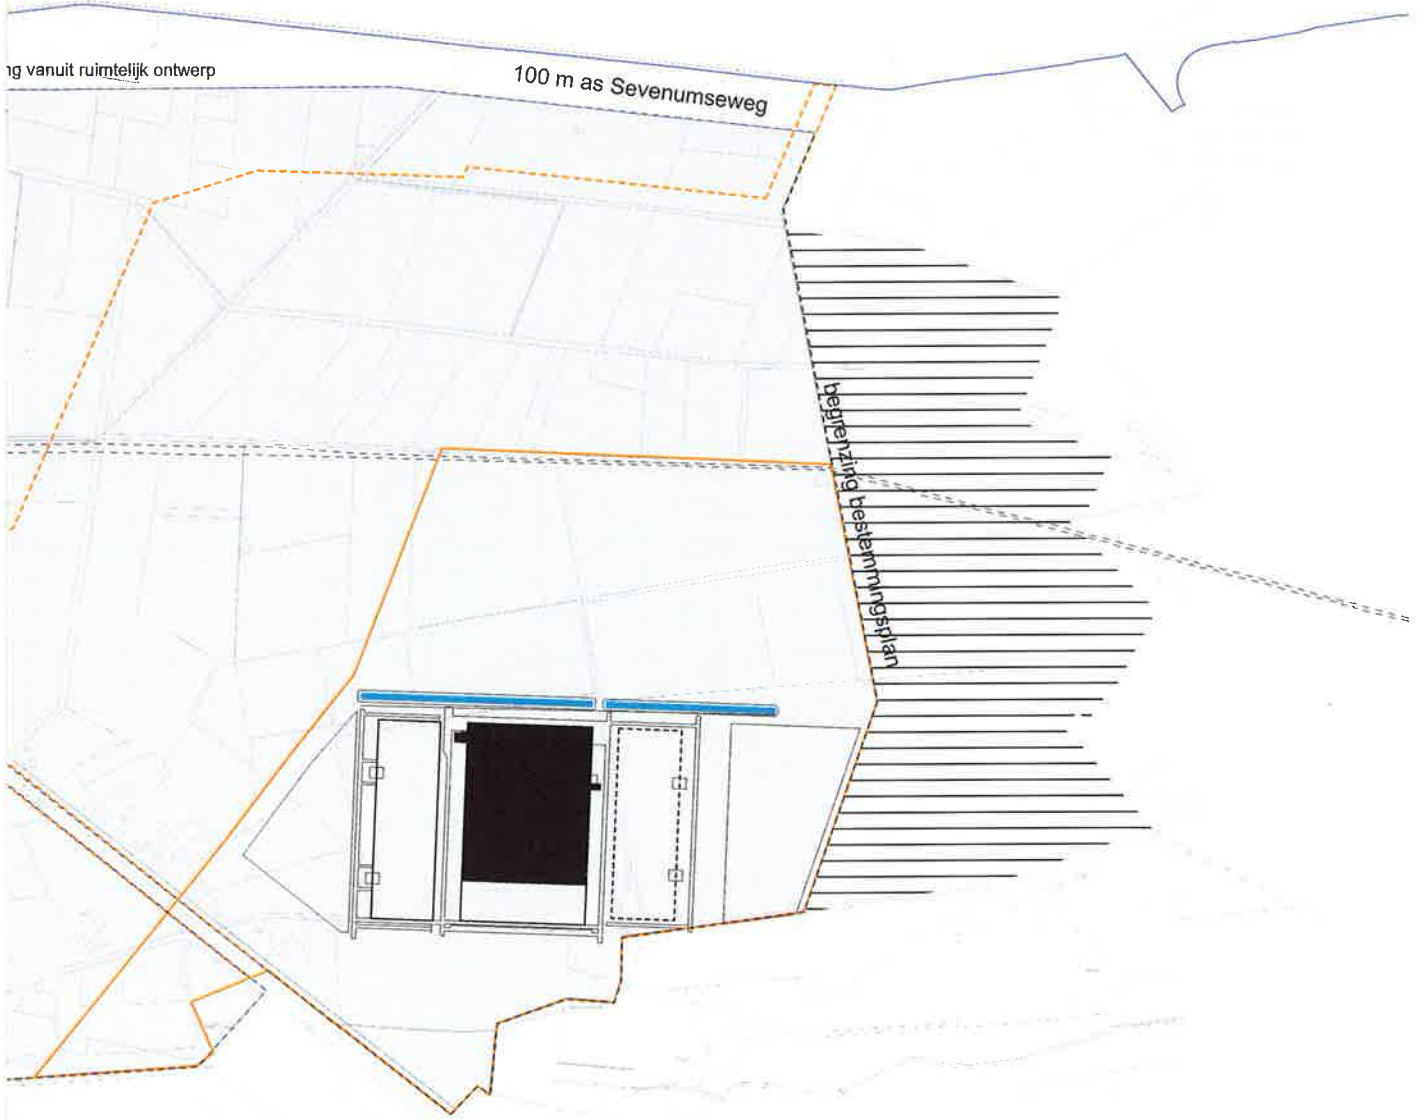 ng vanuit ruimtelijk ontwerp
100 m as Sevenumseweg
begrenzing bestemmingsplan